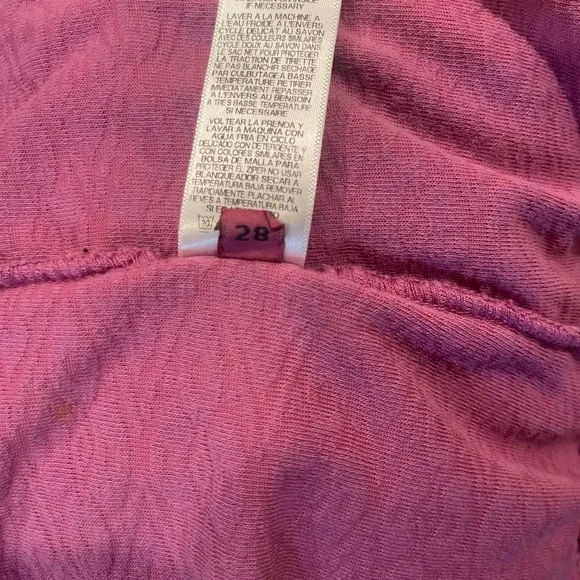 IF NECESSARY
LAVER A LA MACHINE A
L'EAU FROIDE A L'ENVERS
CYCLE DELICAT AU SAVON
AVEC DES COULEURS SIMILAIRES
CYCLE DOUX AU SAVON DANS
LE SAC NET POUR PROTEGER
LA TRACTION DE TIRETTE
NE PAS BLANCHIR SECHAGE
PAR CULBUTAGE A BASSE
TEMPERATURE RETIRER
IMMEDIATAMENT REPASSER
A L'ENVERS AU BENSOIN
A TRES BASSE TEMPERATURE
SI NECESSAIRE
VOLTEAR LA PRENDA Y
LAVAR A MAQUINA CON
AGUA FRIA EN CICLO
DELICADO CON DETERGENTE Y
CON COLORES SIMILARES EN
BOLSA DE MALLA PARA
PROTEGER EL ZIPER NO USAR
BLANQUEADOR SECAR A
TEMPERATURA BAJA REMOVER
RAPIDAMENTE PLACHAR AL
REVES A TEMPERATURA BAJA
SI ES
30
28